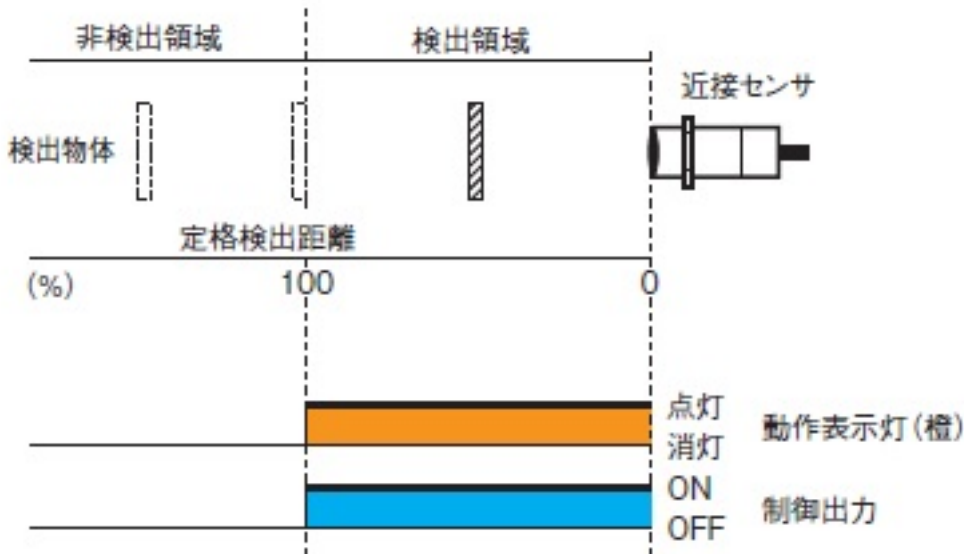 非検出領域
検出領域
近接センサ
検出物体
定格検出距離
(%)
100
0
点灯
消灯
動作表示灯(橙)
ON
OFF
制御出力